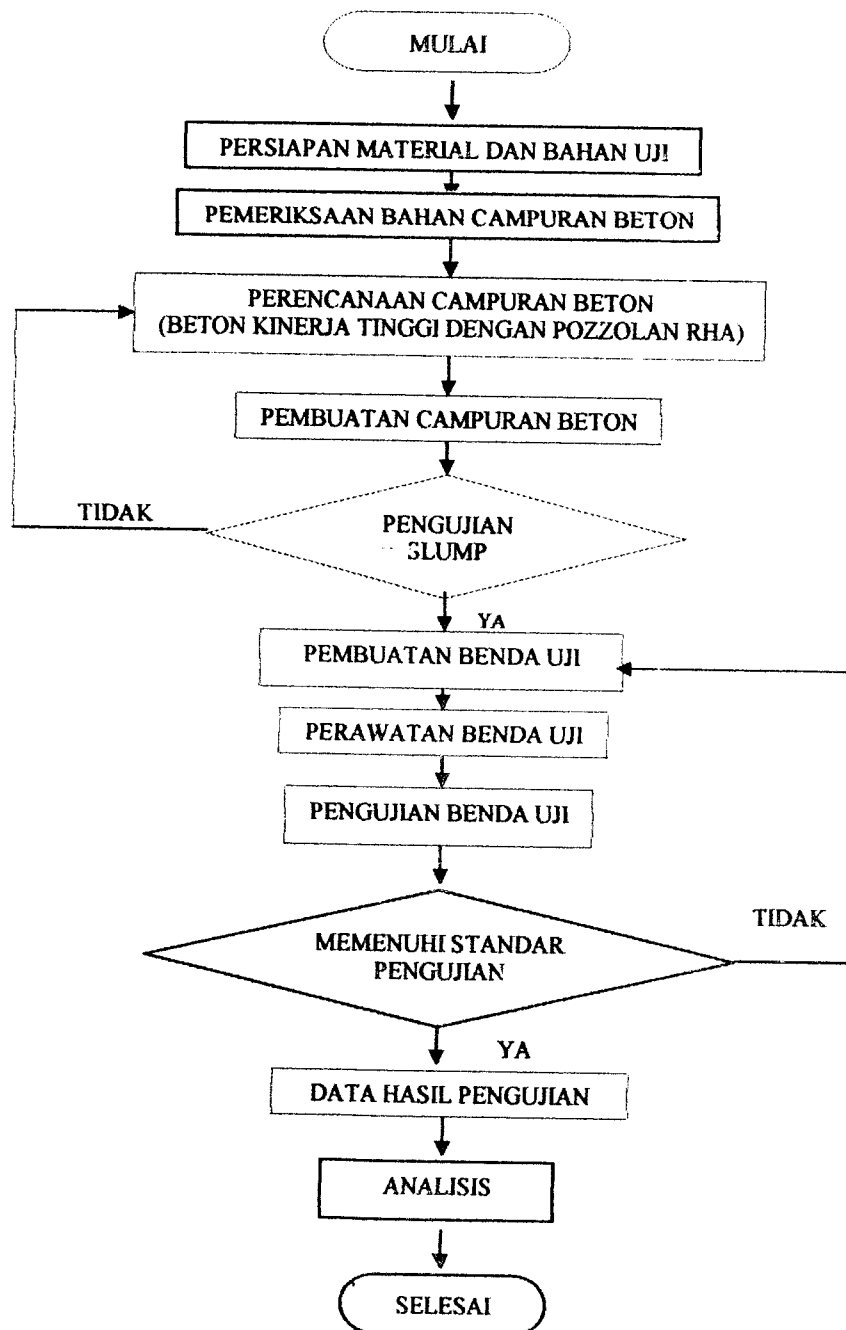 MULAI
PERSIAPAN MATERIAL DAN BAHAN UJI
PEMERIKSAAN BAHAN CAMPURAN BETON
PERENCANAAN CAMPURAN BETON
(BETON KINERJA TINGGI DENGAN POZZOLAN RHA)
PEMBUATAN CAMPURAN BETON
TIDAK
PENGUJIAN
SLUMP
YA
PEMBUATAN BENDA UJI
PERAWATAN BENDA UJI
PENGUJIAN BENDA UJI
TIDAK
MEMENUHI STANDAR
PENGUJIAN
YA
DATA HASIL PENGUJIAN
ANALISIS
SELESAI